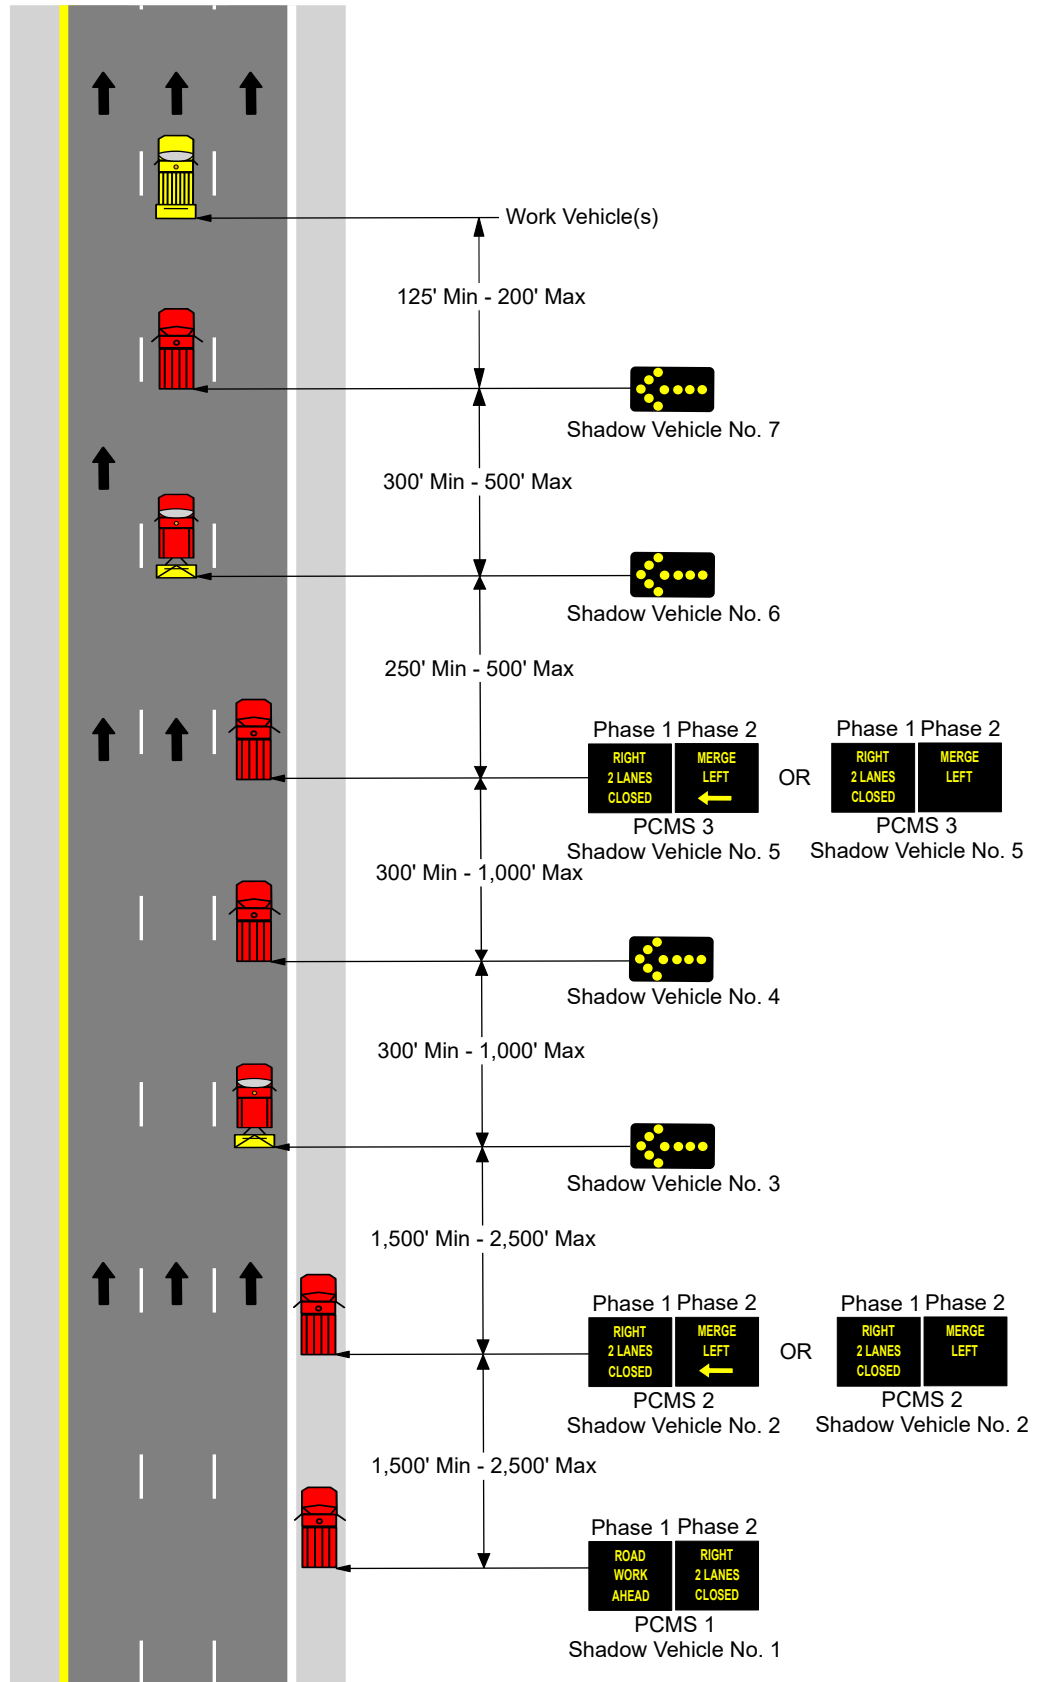 Work Vehicle(s)
125' Min - 200' Max
Shadow Vehicle No. 7
300' Min - 500' Max
Shadow Vehicle No. 6
250' Min - 500' Max
Phase 1 Phase 2
RIGHT
2 LANES
CLOSED
MERGE
LEFT
PCMS 3
Shadow Vehicle No. 5
OR
Phase 1 Phase 2
RIGHT
2 LANES
CLOSED
MERGE
LEFT
PCMS 3
Shadow Vehicle No. 5
300' Min - 1,000' Max
Shadow Vehicle No. 4
300' Min - 1,000' Max
Shadow Vehicle No. 3
1,500' Min - 2,500' Max
Phase 1 Phase 2
RIGHT
2 LANES
CLOSED
MERGE
LEFT
PCMS 2
Shadow Vehicle No. 2
OR
Phase 1 Phase 2
RIGHT
2 LANES
CLOSED
MERGE
LEFT
PCMS 2
Shadow Vehicle No. 2
1,500' Min - 2,500' Max
Phase 1 Phase 2
ROAD
WORK
AHEAD
RIGHT
2 LANES
CLOSED
PCMS 1
Shadow Vehicle No. 1